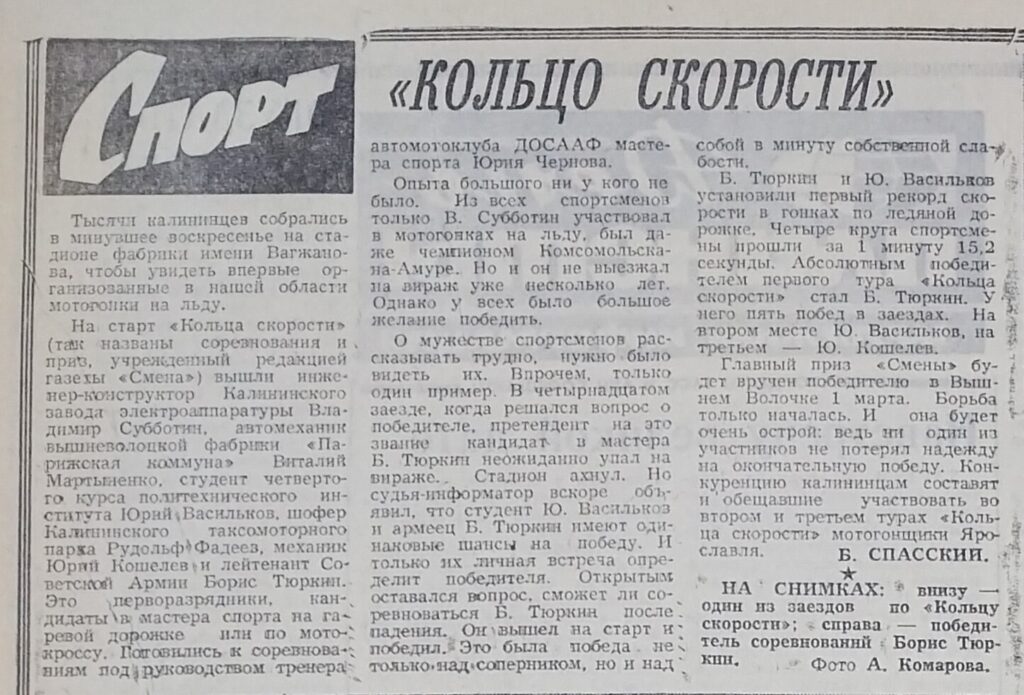 Спорт
«КОЛЬЦО СКОРОСТИ»
Тысячи калининцев собрались
в минувшее воскресенье на ста-
дионе фабрики имени Вагжано-
ва, чтобы увидеть впервые ор-
ганизованные в нашей области
мотогонки на льду.
На старт «Кольца скорости»
(так названы соревнования и
приз, учрежденный редакцией
газеты «Смена») вышли инже-
нер-конструктор Калининского
завода электроаппаратуры Вла-
димир Субботин, автомеханик
вышневолоцкой фабрики «Па-
рижская коммуна» Виталий
Мартыненко, студент четверто-
го курса политехнического ин-
ститута Юрий Васильков, шофер
Калининского таксомоторного
парка Рудольф Фадеев, механик
Юрий Кошелев и лейтенант Со-
ветской Армии Борис Тюркин.
Это перворазрядники, кан-
дидаты в мастера спорта на га-
ревой дорожке или по мото-
кроссу. Готовились к соревнова-
ниям под руководством тренера
автомотоклуба ДОСААФ масте-
ра спорта Юрия Чернова.
Опыта большого ни у кого не
было. Из всех спортсменов
только В. Субботин участвовал
в мотогонках на льду, был да-
же чемпионом Комсомольска-
на-Амуре. Но и он не выезжал
на вираж уже несколько лет.
Однако у всех было большое
желание победить.
О мужестве спортсменов рас-
сказывать трудно, нужно было
видеть их. Впрочем, только
один пример. В четырнадцатом
заезде, когда решался вопрос о
победителе, претендент на это
звание кандидат в мастера
Б. Тюркин неожиданно упал на
вираже. Стадион ахнул. Но
судья-информатор вскоре объ-
явил, что студент Ю. Васильков
и армеец Б. Тюркин имеют оди-
наковые шансы на победу. И
только их личная встреча опре-
делит победителя. Открытым
оставался вопрос, сможет ли со-
ревноваться Б. Тюркин после
падения. Он вышел на старт и
победил. Это была победа не
только над соперником, но и над
собой в минуту собственной сла-
бости.
Б. Тюркин и Ю. Васильков
установили первый рекорд ско-
рости в гонках по ледяной до-
рожке. Четыре круга спортсме-
ны прошли за 1 минуту 15,2
секунды. Абсолютным победи-
телем первого тура «Кольца
скорости» стал Б. Тюркин. У
него пять побед в заездах. На
втором месте Ю. Васильков, на
третьем — Ю. Кошелев.
Главный приз «Смены» бу-
дет вручен победителю в Выш-
нем Волочке 1 марта. Борьба
только началась. И она будет
очень острой: ведь ни один из
участников не потерял надежду
на окончательную победу. Кон-
куренцию калининцам составят
и обещавшие участвовать во
втором и третьем турах «Коль-
ца скорости» мотогонщики Яро-
славля.
Б. СПАССКИЙ.
НА СНИМКАХ: внизу —
один из заездов по «Кольцу
скорости»; справа — победи-
тель соревнований Борис Тюр-
кин.
Фото А. Комарова.